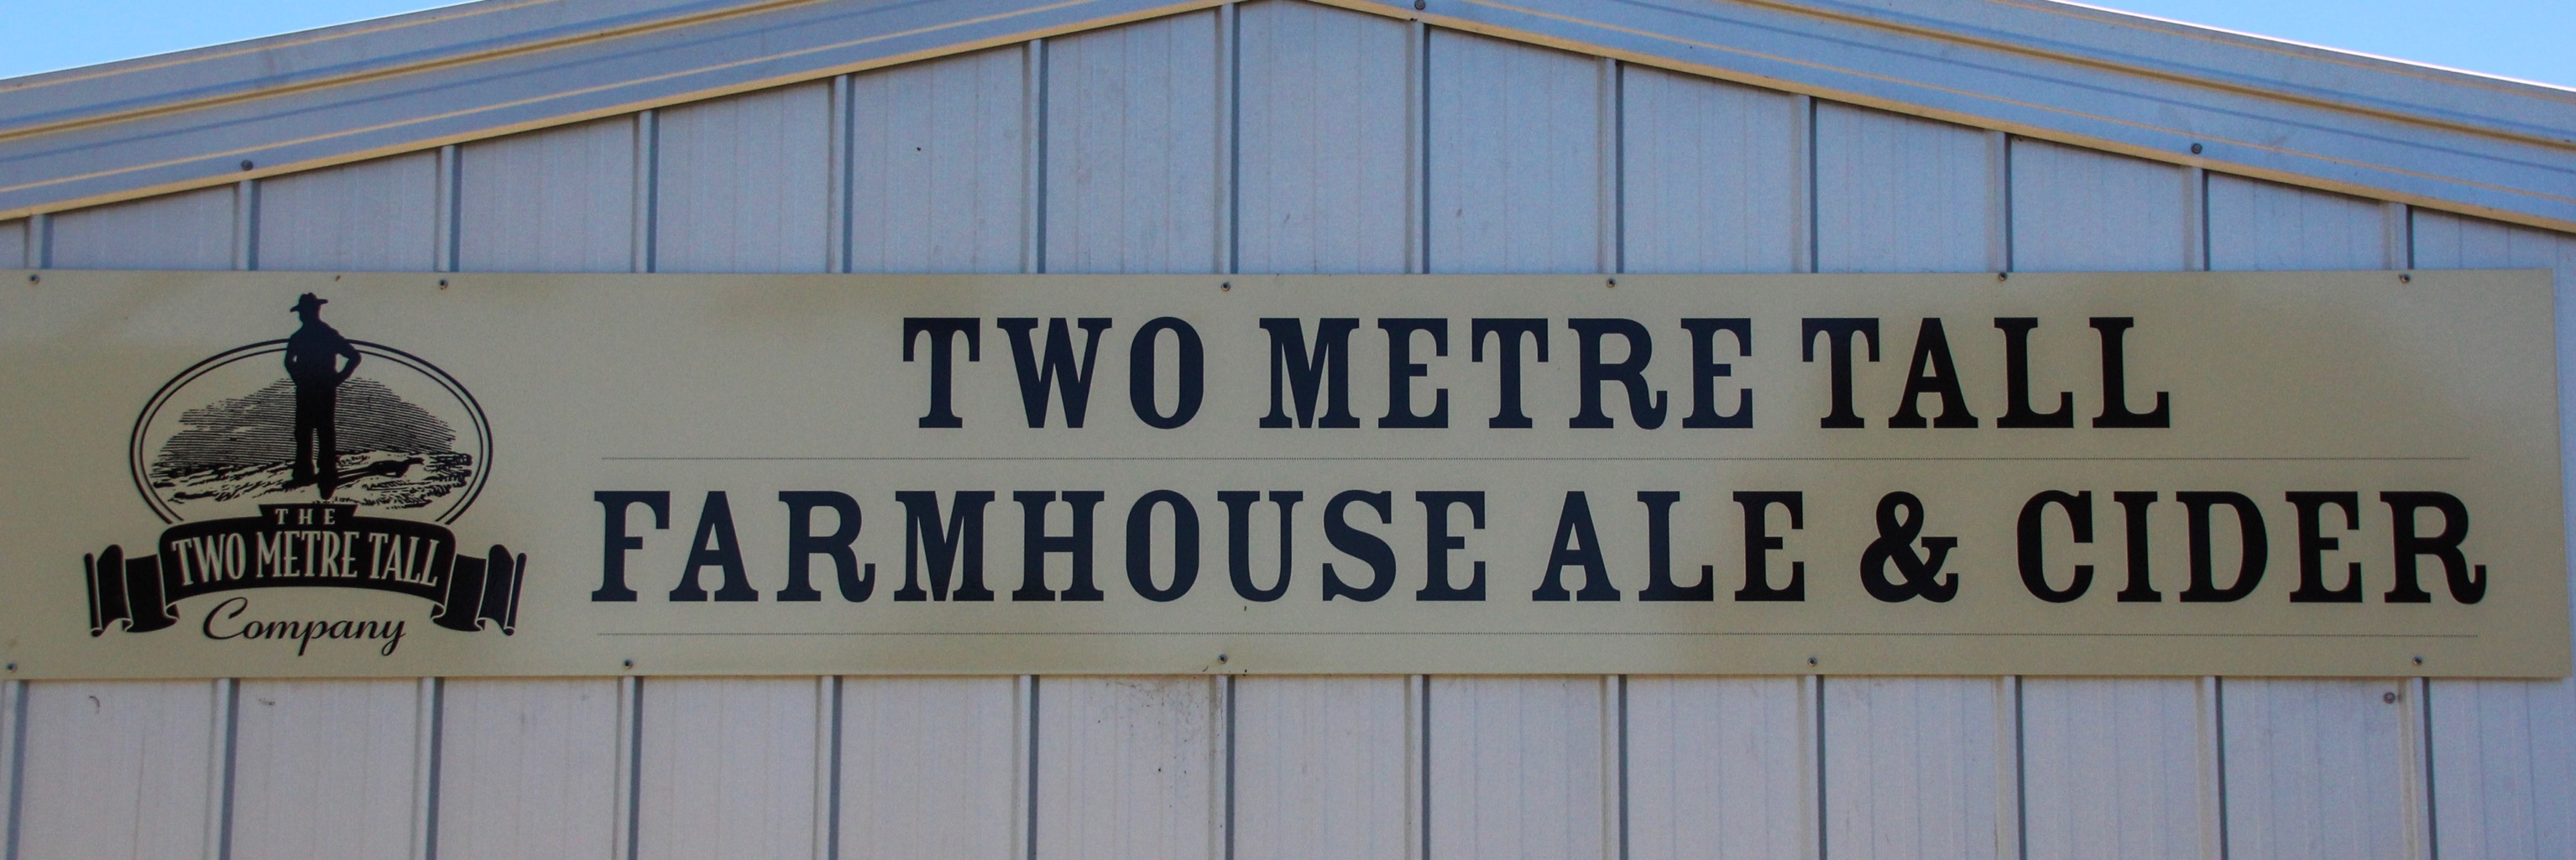 THE
TWO METRE TALL
Company
TWO METRE TALL
FARMHOUSE ALE & CIDER